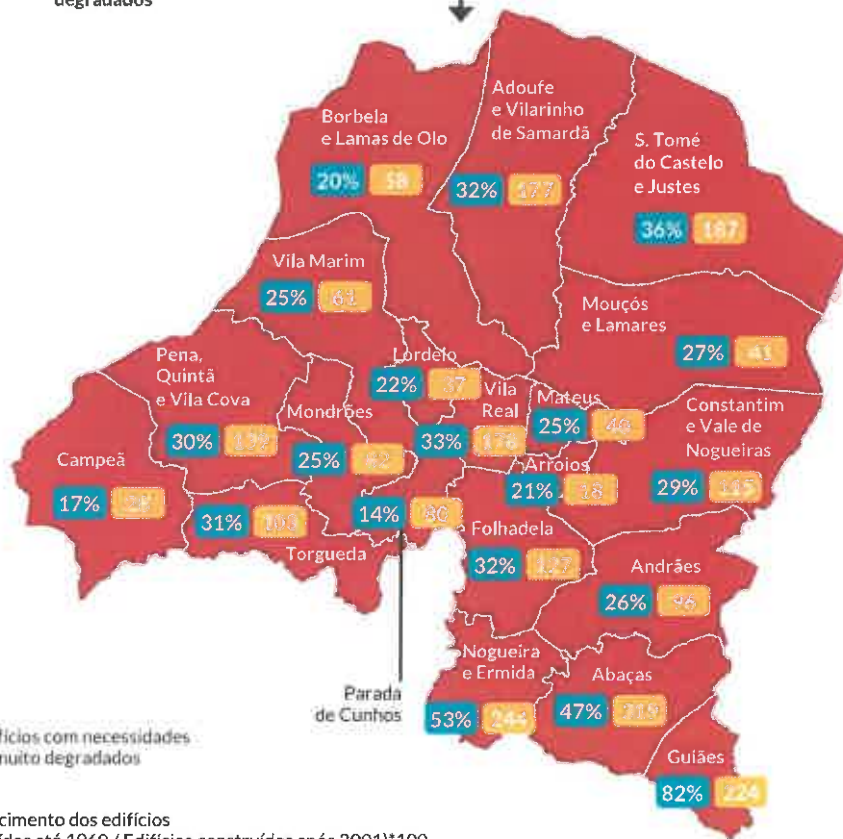 degradados
Adoufe
e Vilarinho
de Samardã
Borbela
e Lamas de Olo
S. Tomé
do Castelo
e Justes
20% 58
32% 177
36% 187
Vila Marim
25% 61
Mouçós
e Lamares
27% 41
Pena,
Quintã
e Vila Cova
30%
Lordelo
22% 37
Vila
Real
33% 178
Mateus
25%
Mondrões
25%
Constantim
e Vale de
Nogueiras
29% 115
Campeã
17%
Arroios
21% 18
31%
Torgueda
14% 80
Folhadela
32% 127
Andrães
26% 96
Nogueira
e Ermida
53% 244
Abaças
47%
Parada
de Cunhos
Guiães
82% 224
fícios com necessidades
muito degradados
cimento dos edifícios